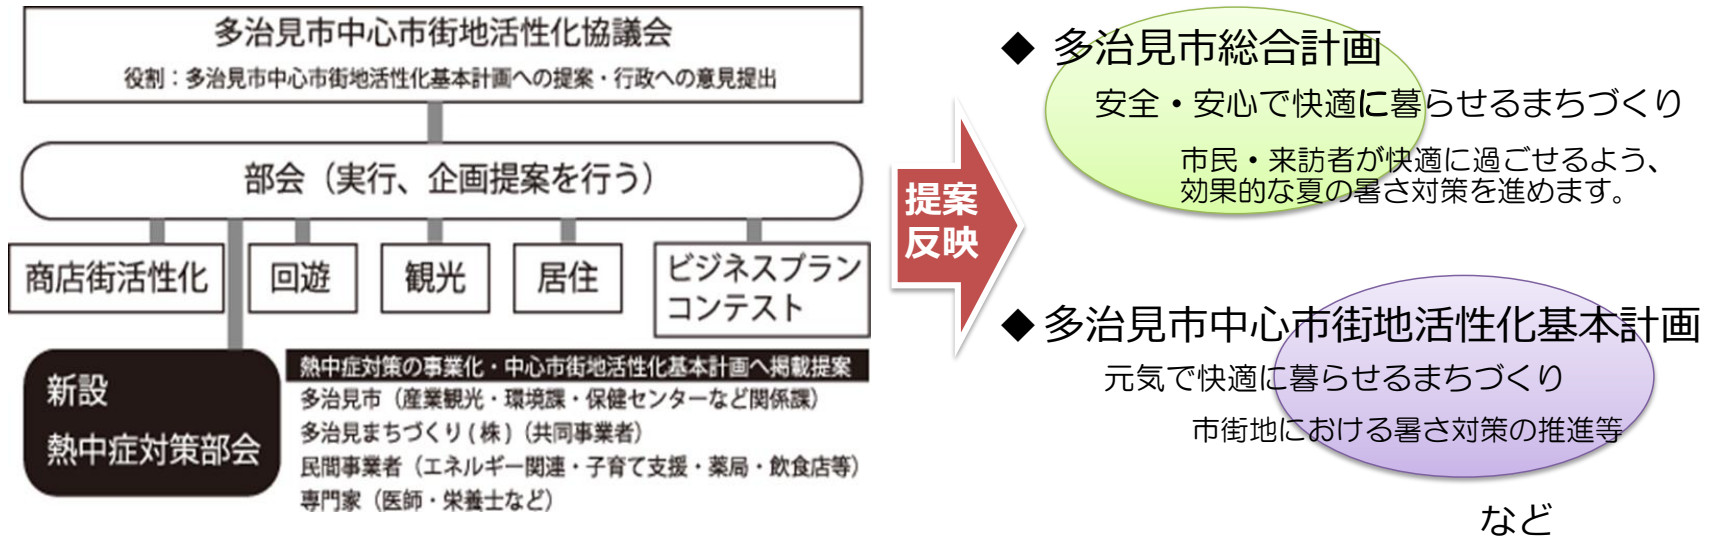 多治見市中心市街地活性化協議会
役割：多治見市中心市街地活性化基本計画への提案・行政への意見提出
部会（実行、企画提案を行う）
商店街活性化
回遊
観光
居住
ビジネスプラン
コンテスト
新設
熱中症対策部会
熱中症対策の事業化・中心市街地活性化基本計画へ掲載提案
多治見市（産業観光・環境課・保健センターなど関係課）
多治見まちづくり(株)（共同事業者）
民間事業者（エネルギー関連・子育て支援・薬局・飲食店等）
専門家（医師・栄養士など）
提案
反映
◆ 多治見市総合計画
安全・安心で快適に暮らせるまちづくり
市民・来訪者が快適に過ごせるよう、
効果的な夏の暑さ対策を進めます。
◆ 多治見市中心市街地活性化基本計画
元気で快適に暮らせるまちづくり
市街地における暑さ対策の推進等
など